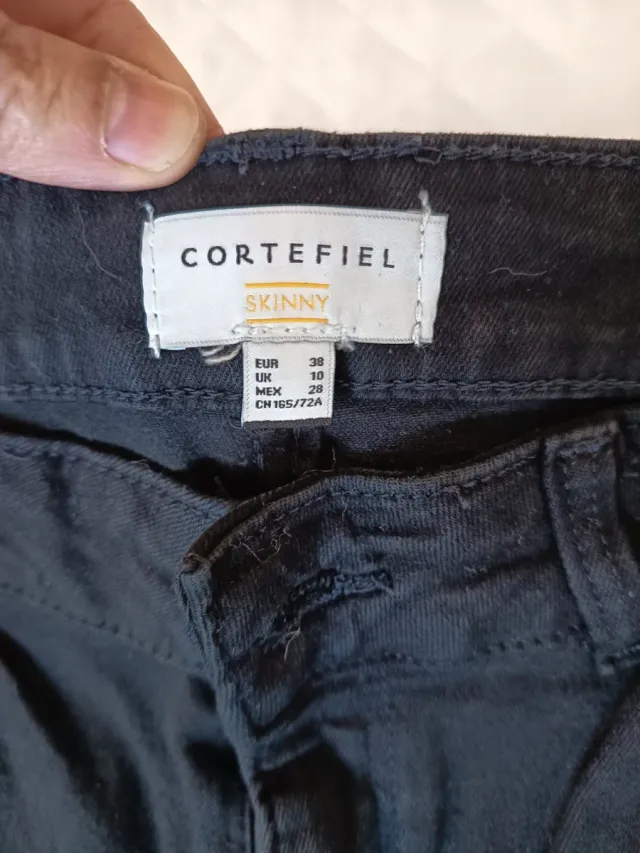 CORTEFIEL
SKINNY
EUR 38
UK 10
MEX 28
CN 165/72A